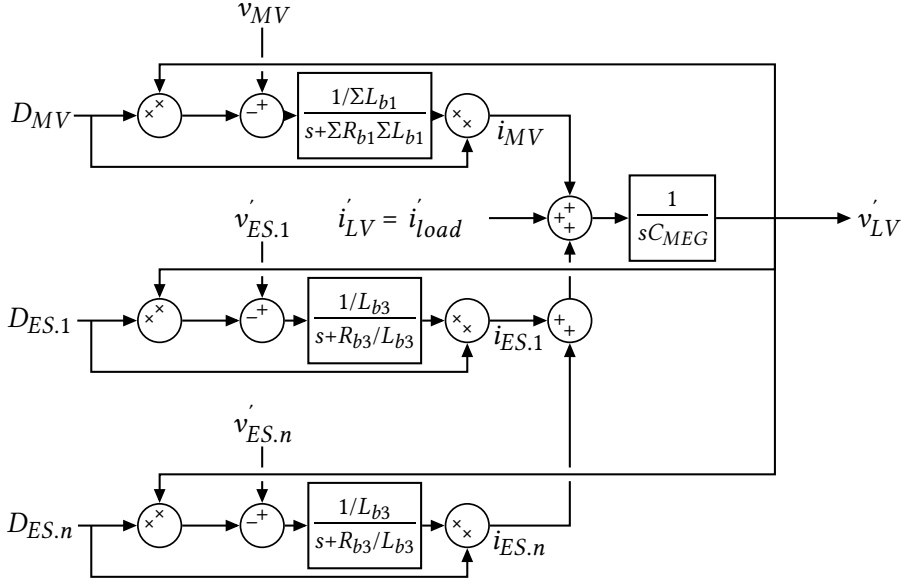 v_MV
D_MV
× × − +
1/ΣL_b1
s+ΣR_b1ΣL_b1
× ×
i_MV
v´_ES.1
i´_LV = i´_load
+ + +
1
sC_MEG
v´_LV
D_ES.1
× × − +
1/L_b3
s+R_b3/L_b3
× ×
i_ES.1
+ +
v´_ES.n
D_ES.n
× × − +
1/L_b3
s+R_b3/L_b3
× ×
i_ES.n